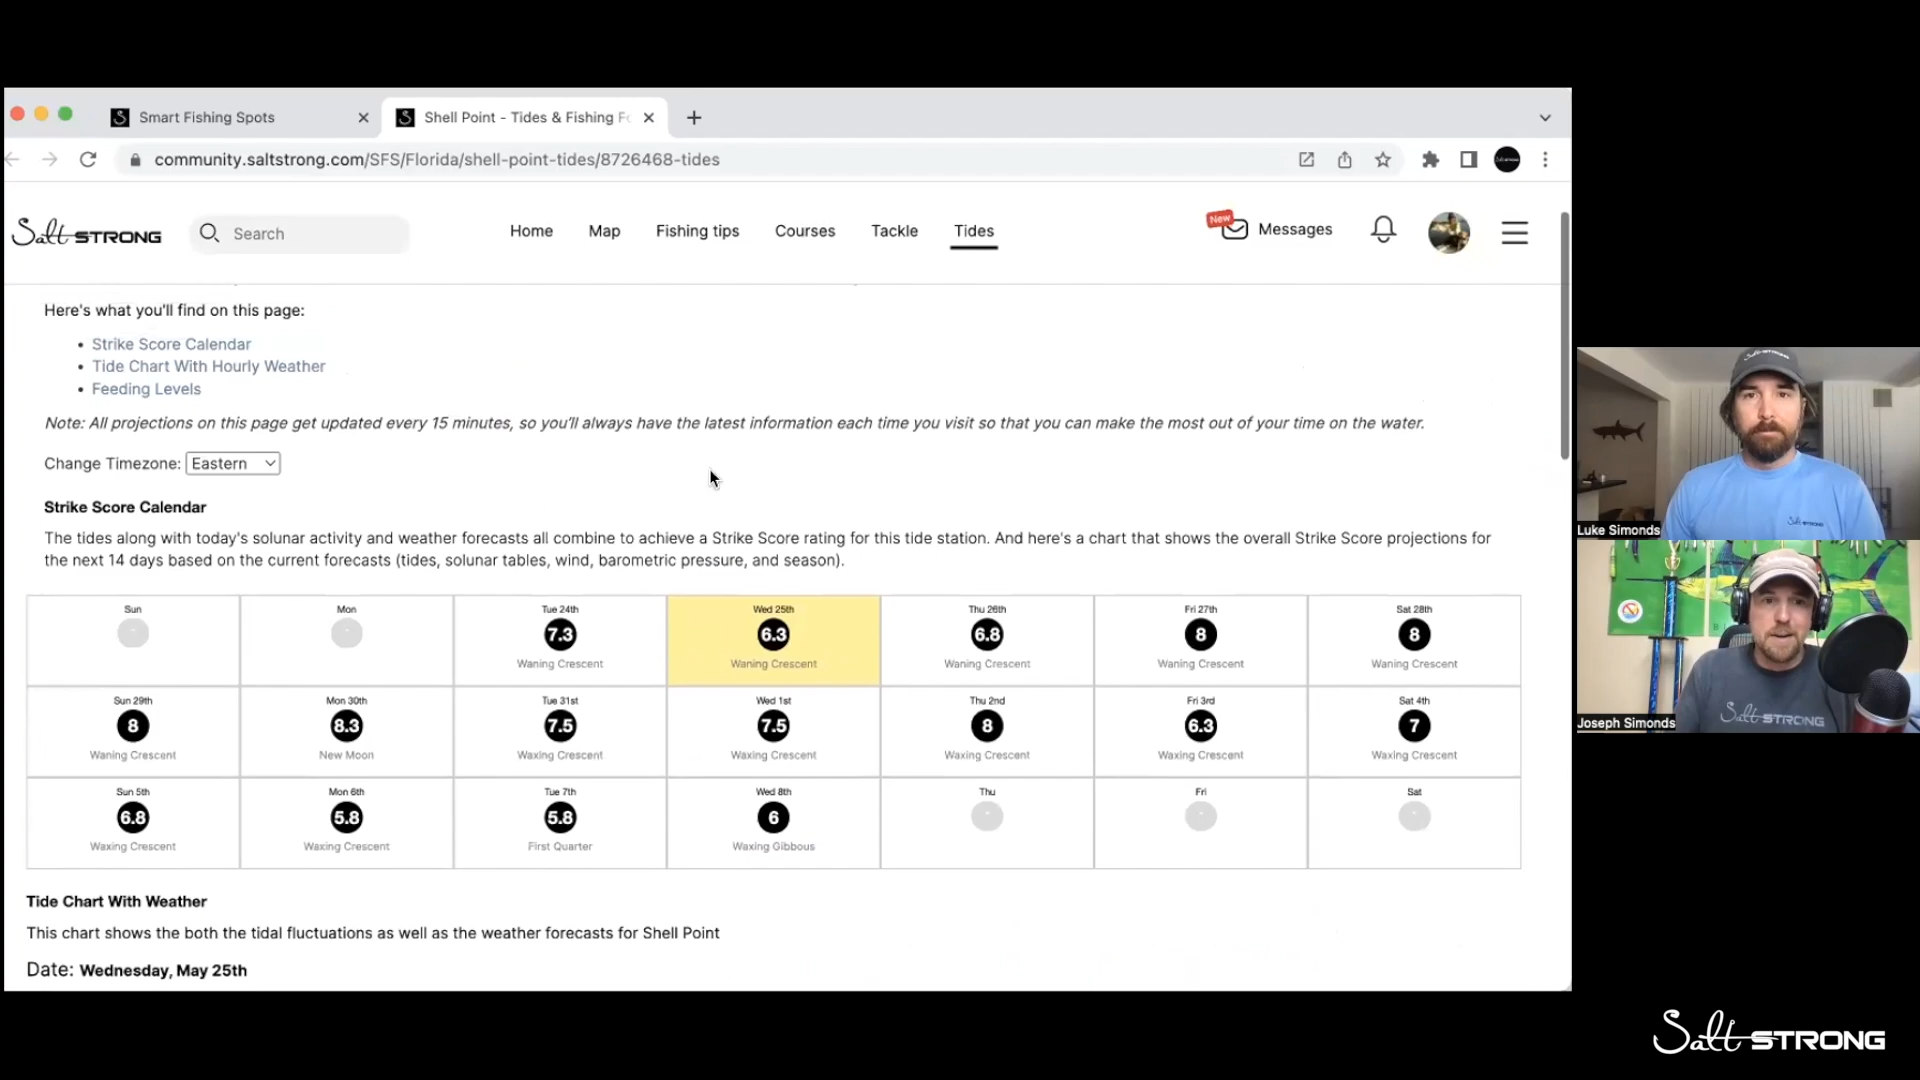 Smart Fishing Spots
Shell Point - Tides & Fishing Fo
community.saltstrong.com/SFS/Florida/shell-point-tides/8726468-tides
Salt STRONG
Search
Home
Map
Fishing tips
Courses
Tackle
Tides
New
Messages
Here's what you'll find on this page:
• Strike Score Calendar
• Tide Chart With Hourly Weather
• Feeding Levels
Note: All projections on this page get updated every 15 minutes, so you'll always have the latest information each time you visit so that you can make the most out of your time on the water.
Change Timezone: Eastern
Strike Score Calendar
The tides along with today's solunar activity and weather forecasts all combine to achieve a Strike Score rating for this tide station. And here's a chart that shows the overall Strike Score projections for
the next 14 days based on the current forecasts (tides, solunar tables, wind, barometric pressure, and season).
Sun Mon Tue 24th Wed 25th Thu 26th Fri 27th Sat 28th
7.3 6.3 6.8 8 8
Waning Crescent Waning Crescent Waning Crescent Waning Crescent Waning Crescent
Sun 29th Mon 30th Tue 31st Wed 1st Thu 2nd Fri 3rd Sat 4th
8 8.3 7.5 7.5 8 6.3 7
Waning Crescent New Moon Waxing Crescent Waxing Crescent Waxing Crescent Waxing Crescent Waxing Crescent
Sun 5th Mon 6th Tue 7th Wed 8th Thu Fri Sat
6.8 5.8 5.8 6
Waxing Crescent Waxing Crescent First Quarter Waxing Gibbous
Tide Chart With Weather
This chart shows the both the tidal fluctuations as well as the weather forecasts for Shell Point
Date: Wednesday, May 25th
Salt STRONG
Salt STRONG
Luke Simonds
Salt STRONG
Joseph Simonds
Salt STRONG